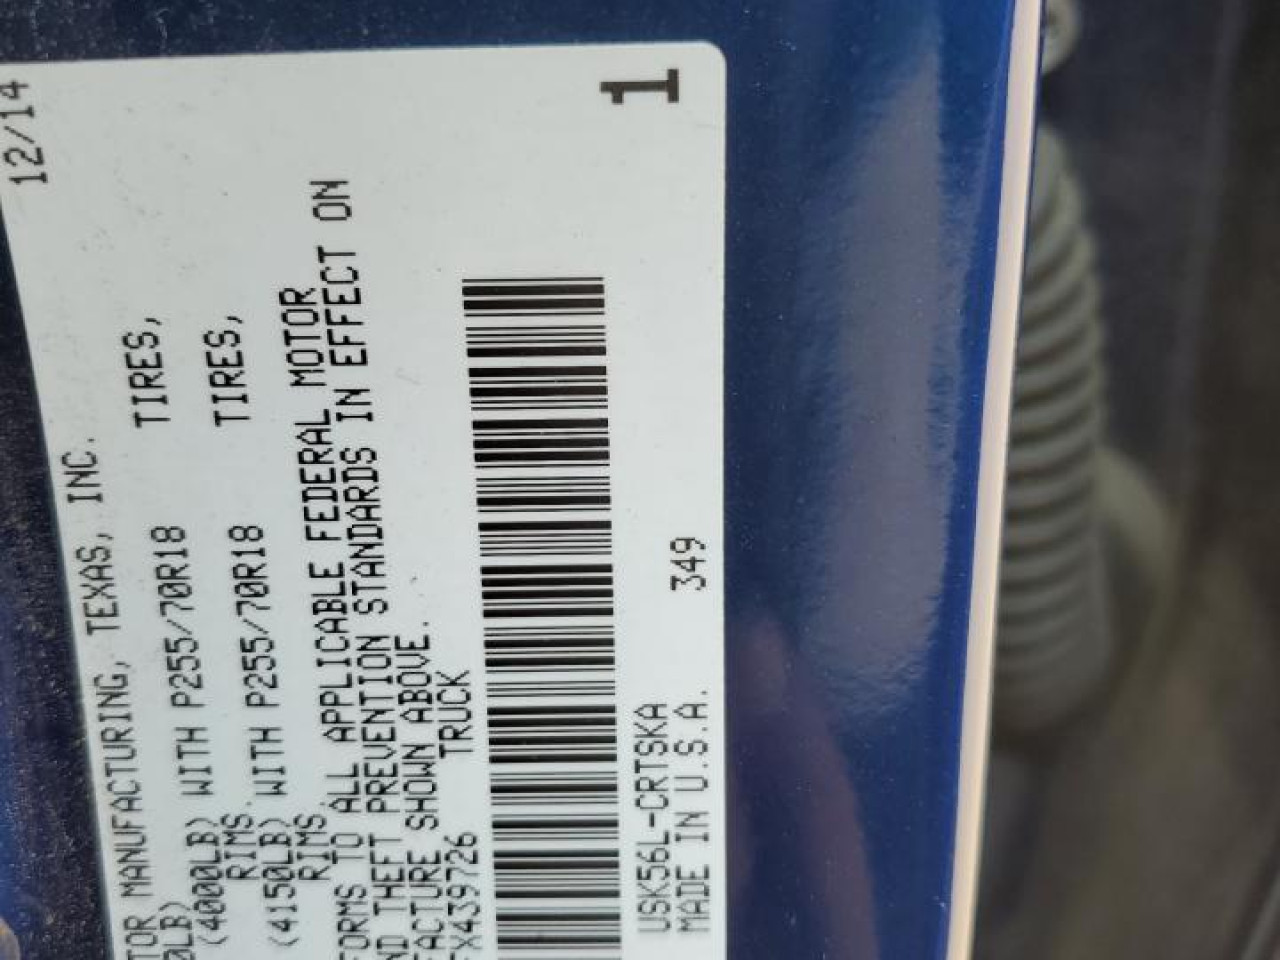 12/14
TOR MANUFACTURING, TEXAS, INC.
0LB)
(4000LB) WITH P255/70R18 TIRES,
RIMS,
(4150LB) WITH P255/70R18 TIRES,
RIMS,
FORMS TO ALL APPLICABLE FEDERAL MOTOR
ND THEFT PREVENTION STANDARDS IN EFFECT ON
FACTURE SHOWN ABOVE.
FX439726 TRUCK
USK56L-CRTSKA 349
MADE IN U.S.A.
1